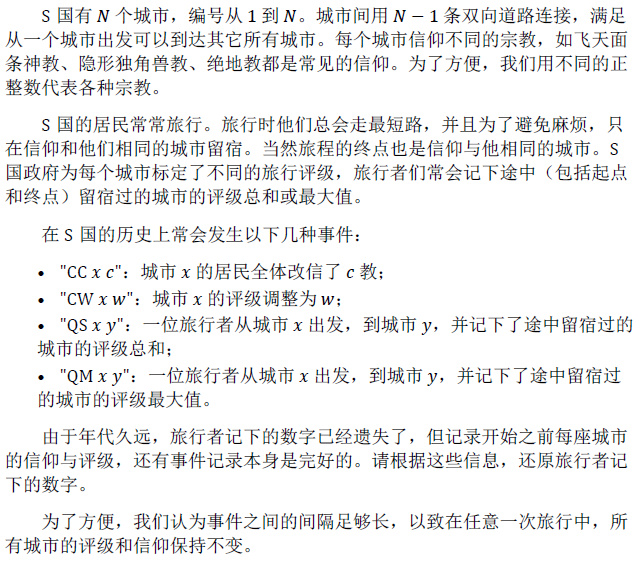 S 国有 N 个城市，编号从 1 到 N。城市间用 N − 1 条双向道路连接，满足
从一个城市出发可以到达其它所有城市。每个城市信仰不同的宗教，如飞天面
条神教、隐形独角兽教、绝地教都是常见的信仰。为了方便，我们用不同的正
整数代表各种宗教。
S 国的居民常常旅行。旅行时他们总会走最短路，并且为了避免麻烦，只
在信仰和他们相同的城市留宿。当然旅程的终点也是信仰与他相同的城市。S
国政府为每个城市标定了不同的旅行评级，旅行者们常会记下途中（包括起点
和终点）留宿过的城市的评级总和或最大值。
在 S 国的历史上常会发生以下几种事件：
• "CC x c"：城市 x 的居民全体改信了 c 教；
• "CW x w"：城市 x 的评级调整为 w；
• "QS x y"：一位旅行者从城市 x 出发，到城市 y，并记下了途中留宿过的
城市的评级总和；
• "QM x y"：一位旅行者从城市 x 出发，到城市 y，并记下了途中留宿过
的城市的评级最大值。
由于年代久远，旅行者记下的数字已经遗失了，但记录开始之前每座城市
的信仰与评级，还有事件记录本身是完好的。请根据这些信息，还原旅行者记
下的数字。
为了方便，我们认为事件之间的间隔足够长，以致在任意一次旅行中，所
有城市的评级和信仰保持不变。